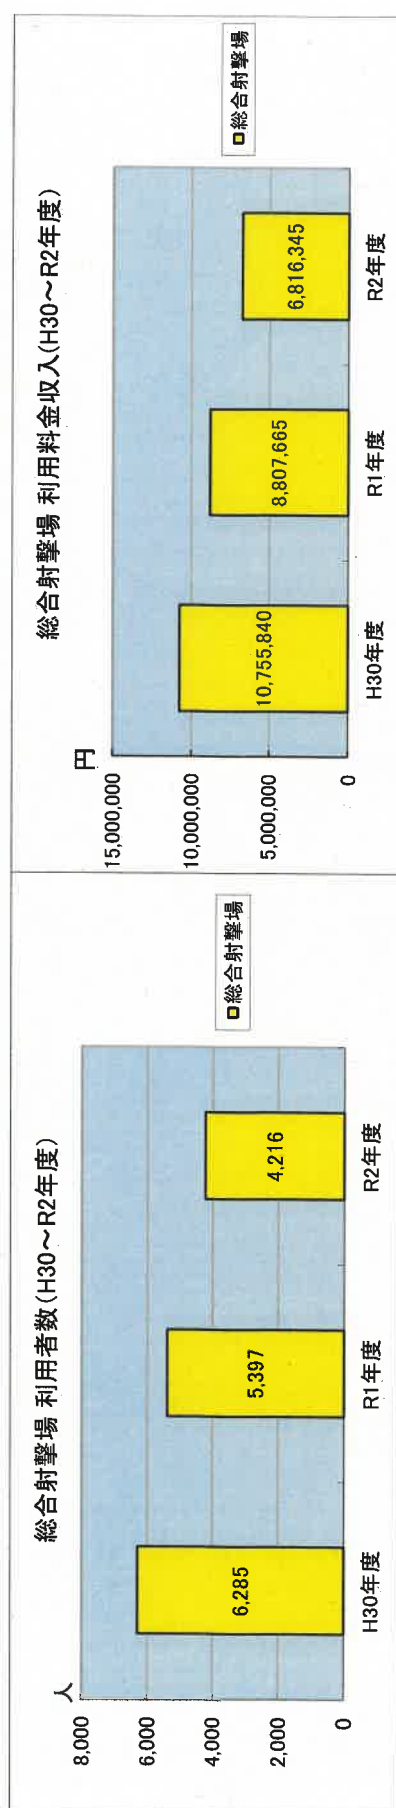 総合射撃場 利用者数(H30～R2年度)
人
8,000
6,000
4,000
2,000
0
6,285
5,397
4,216
H30年度
R1年度
R2年度
総合射撃場
総合射撃場 利用料金収入(H30～R2年度)
円
15,000,000
10,000,000
5,000,000
0
10,755,840
8,807,665
6,816,345
H30年度
R1年度
R2年度
総合射撃場